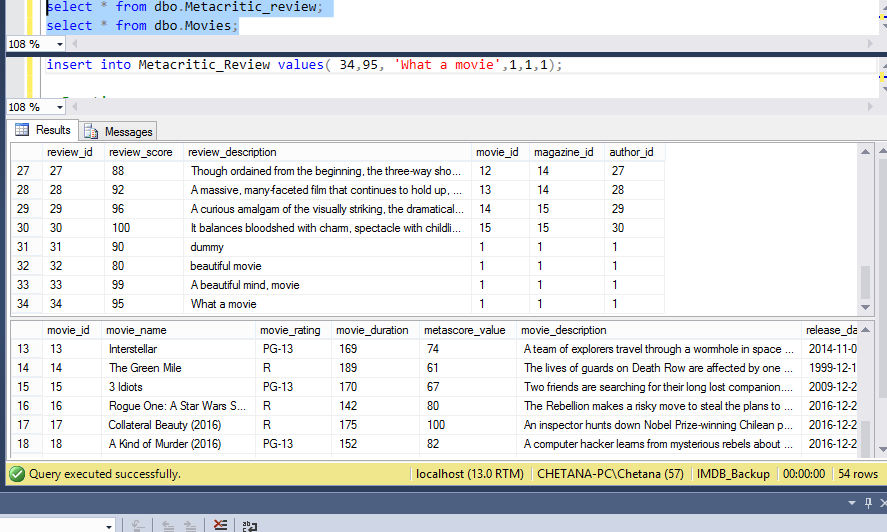 select * from dbo.Metacritic_review;
select * from dbo.Movies;
108 %
insert into Metacritic_Review values( 34,95, 'What a movie',1,1,1);
108 %
Results Messages
review_id review_score review_description movie_id magazine_id author_id
27 27 88 Though ordained from the beginning, the three-way sho... 12 14 27
28 28 92 A massive, many-faceted film that continues to hold up, ... 13 14 28
29 29 96 A curious amalgam of the visually striking, the dramatical... 14 15 29
30 30 100 It balances bloodshed with charm, spectacle with childli... 15 15 30
31 31 90 dummy 1 1 1
32 32 80 beautiful movie 1 1 1
33 33 99 A beautiful mind, movie 1 1 1
34 34 95 What a movie 1 1 1
movie_id movie_name movie_rating movie_duration metascore_value movie_description release_da
13 13 Interstellar PG-13 169 74 A team of explorers travel through a wormhole in space ... 2014-11-0
14 14 The Green Mile R 189 61 The lives of guards on Death Row are affected by one ... 1999-12-1
15 15 3 Idiots PG-13 170 67 Two friends are searching for their long lost companion.... 2009-12-2
16 16 Rogue One: A Star Wars S... R 142 80 The Rebellion makes a risky move to steal the plans to ... 2016-12-2
17 17 Collateral Beauty (2016) R 175 100 An inspector hunts down Nobel Prize-winning Chilean p... 2016-12-2
18 18 A Kind of Murder (2016) PG-13 152 82 A computer hacker learns from mysterious rebels about ... 2016-12-2
Query executed successfully. localhost (13.0 RTM) CHETANA-PC\Chetana (57) IMDB_Backup 00:00:00 54 rows